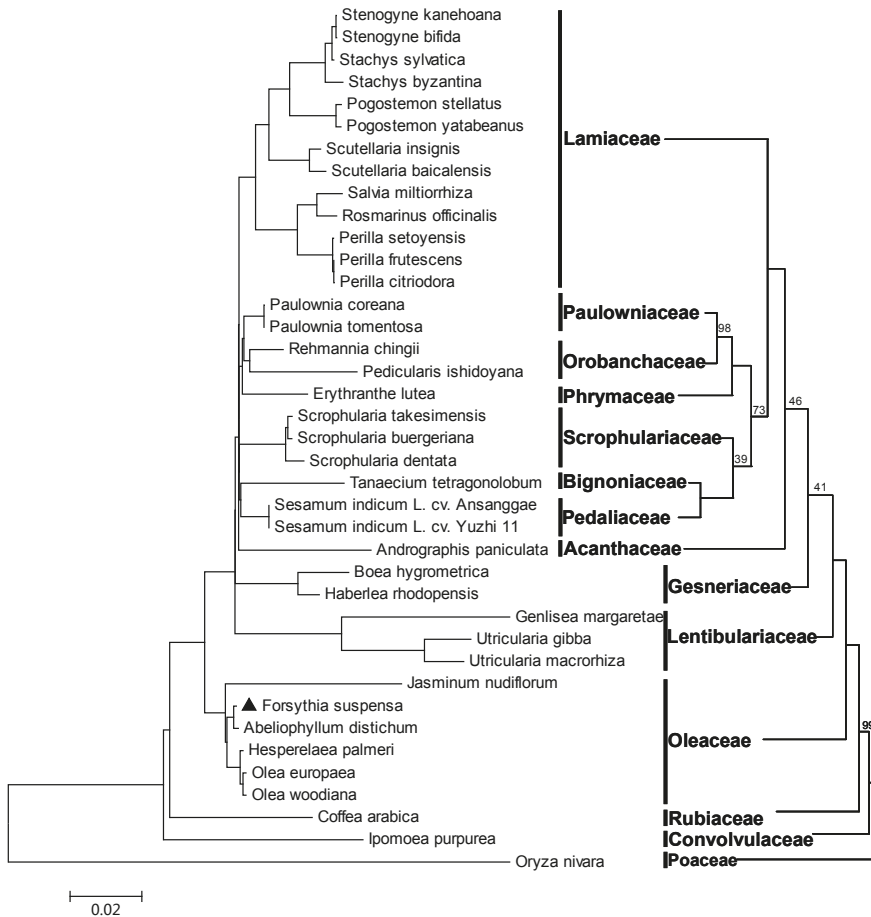 Stenogyne kanehoana
Stenogyne bifida
Stachys sylvatica
Stachys byzantina
Pogostemon stellatus
Pogostemon yatabeanus
Lamiaceae
Scutellaria insignis
Scutellaria baicalensis
Salvia miltiorrhiza
Rosmarinus officinalis
Perilla setoyensis
Perilla frutescens
Perilla citriodora
Paulownia coreana
Paulowniaceae
Paulownia tomentosa
98
Rehmannia chingii
Orobanchaceae
Pedicularis ishidoyana
Erythranthe lutea
Phrymaceae
73
46
Scrophularia takesimensis
Scrophularia buergeriana
Scrophulariaceae
Scrophularia dentata
39
Tanaecium tetragonolobum
Bignoniaceae
41
Sesamum indicum L. cv. Ansanggae
Pedaliaceae
Sesamum indicum L. cv. Yuzhi 11
Andrographis paniculata
Acanthaceae
Boea hygrometrica
Gesneriaceae
Haberlea rhodopensis
Genlisea margaretae
Lentibulariaceae
Utricularia gibba
Utricularia macrorhiza
Jasminum nudiflorum
Forsythia suspensa
Abeliophyllum distichum
99
Oleaceae
Hesperelaea palmeri
Olea europaea
Olea woodiana
Coffea arabica
Rubiaceae
Ipomoea purpurea
Convolvulaceae
Oryza nivara
Poaceae
0.02